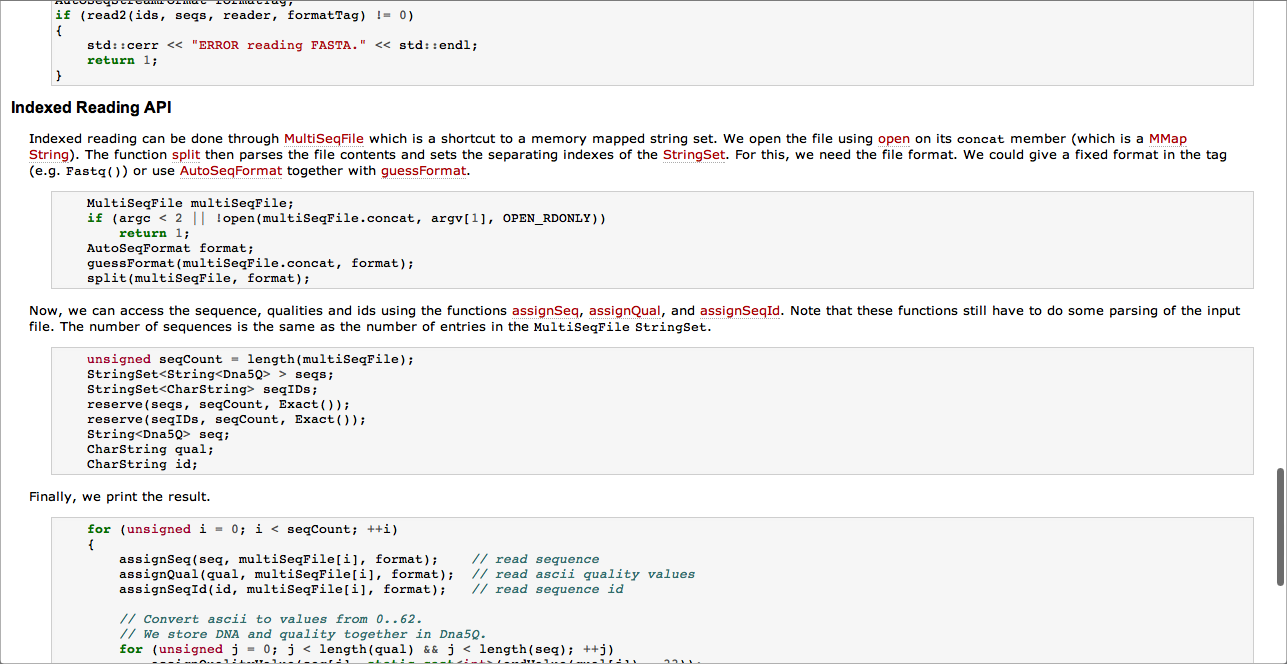 AutoSeqStreamFormat formatTag;
if (read2(ids, seqs, reader, formatTag) != 0)
{
    std::cerr << "ERROR reading FASTA." << std::endl;
    return 1;
}
Indexed Reading API
Indexed reading can be done through MultiSeqFile which is a shortcut to a memory mapped string set. We open the file using open on its concat member (which is a MMap
String). The function split then parses the file contents and sets the separating indexes of the StringSet. For this, we need the file format. We could give a fixed format in the tag
(e.g. Fastq()) or use AutoSeqFormat together with guessFormat.
    MultiSeqFile multiSeqFile;
    if (argc < 2 || !open(multiSeqFile.concat, argv[1], OPEN_RDONLY))
        return 1;
    AutoSeqFormat format;
    guessFormat(multiSeqFile.concat, format);
    split(multiSeqFile, format);
Now, we can access the sequence, qualities and ids using the functions assignSeq, assignQual, and assignSeqId. Note that these functions still have to do some parsing of the input
file. The number of sequences is the same as the number of entries in the MultiSeqFile StringSet.
    unsigned seqCount = length(multiSeqFile);
    StringSet<String<Dna5Q> > seqs;
    StringSet<CharString> seqIDs;
    reserve(seqs, seqCount, Exact());
    reserve(seqIDs, seqCount, Exact());
    String<Dna5Q> seq;
    CharString qual;
    CharString id;
Finally, we print the result.
    for (unsigned i = 0; i < seqCount; ++i)
    {
        assignSeq(seq, multiSeqFile[i], format);    // read sequence
        assignQual(qual, multiSeqFile[i], format);  // read ascii quality values
        assignSeqId(id, multiSeqFile[i], format);   // read sequence id
        // Convert ascii to values from 0..62.
        // We store DNA and quality together in Dna5Q.
        for (unsigned j = 0; j < length(qual) && j < length(seq); ++j)